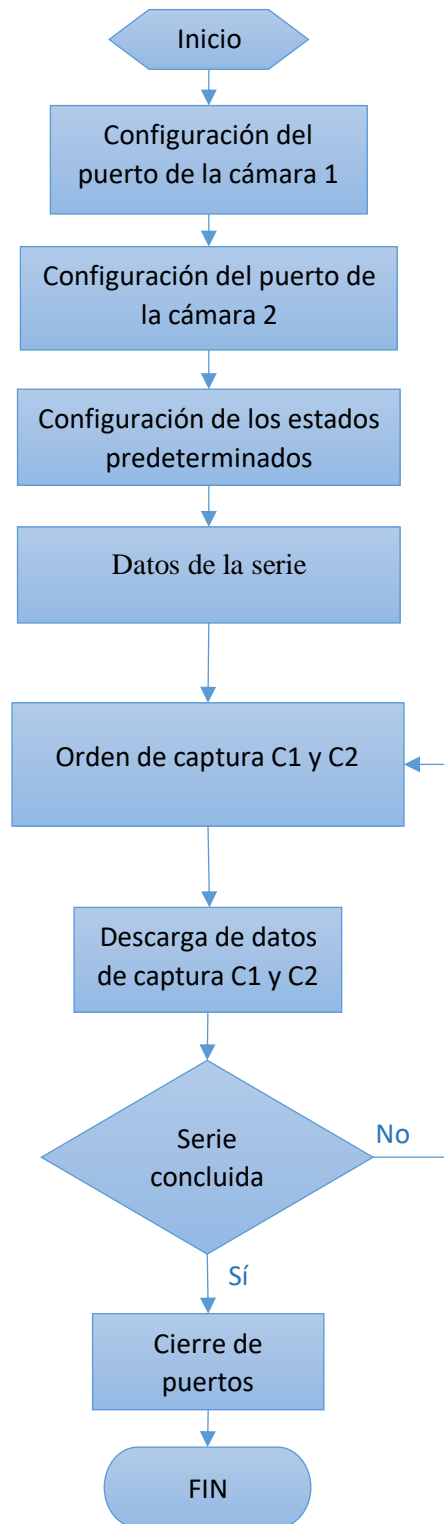 Inicio
Configuración del
puerto de la cámara 1
Configuración del puerto de
la cámara 2
Configuración de los estados
predeterminados
Datos de la serie
Orden de captura C1 y C2
Descarga de datos
de captura C1 y C2
Serie
concluida
No
Sí
Cierre de
puertos
FIN